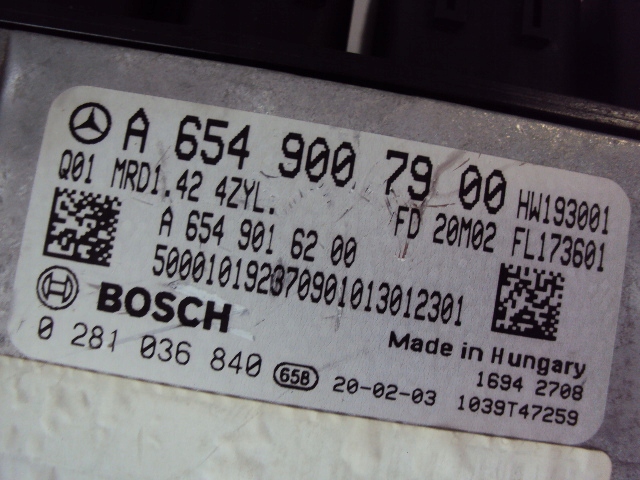 A 654 900 79 00
Q01 MRD1.42 4ZYL. HW193001
FD 20M02 FL173601
A 654 901 62 00
500010192370901013012301
BOSCH
Made in Hungary
0 281 036 840 658 20-02-03
1694 2708
1039T47259